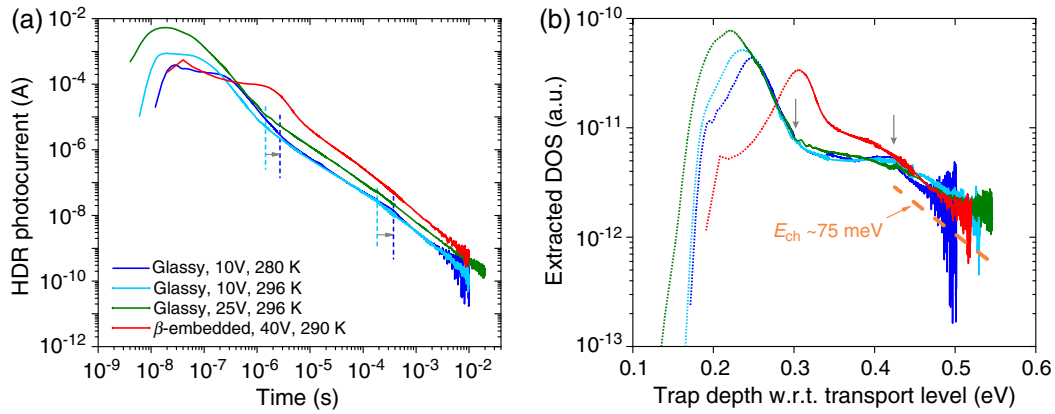 (a)
HDR photocurrent (A)
10⁻²
10⁻⁴
10⁻⁶
10⁻⁸
10⁻¹⁰
10⁻¹²
Glassy, 10V, 280 K
Glassy, 10V, 296 K
Glassy, 25V, 296 K
β-embedded, 40V, 290 K
10⁻⁹ 10⁻⁸ 10⁻⁷ 10⁻⁶ 10⁻⁵ 10⁻⁴ 10⁻³ 10⁻²
Time (s)
(b)
Extracted DOS (a.u.)
10⁻¹⁰
10⁻¹¹
10⁻¹²
10⁻¹³
E_ch ~75 meV
0.1 0.2 0.3 0.4 0.5 0.6
Trap depth w.r.t. transport level (eV)